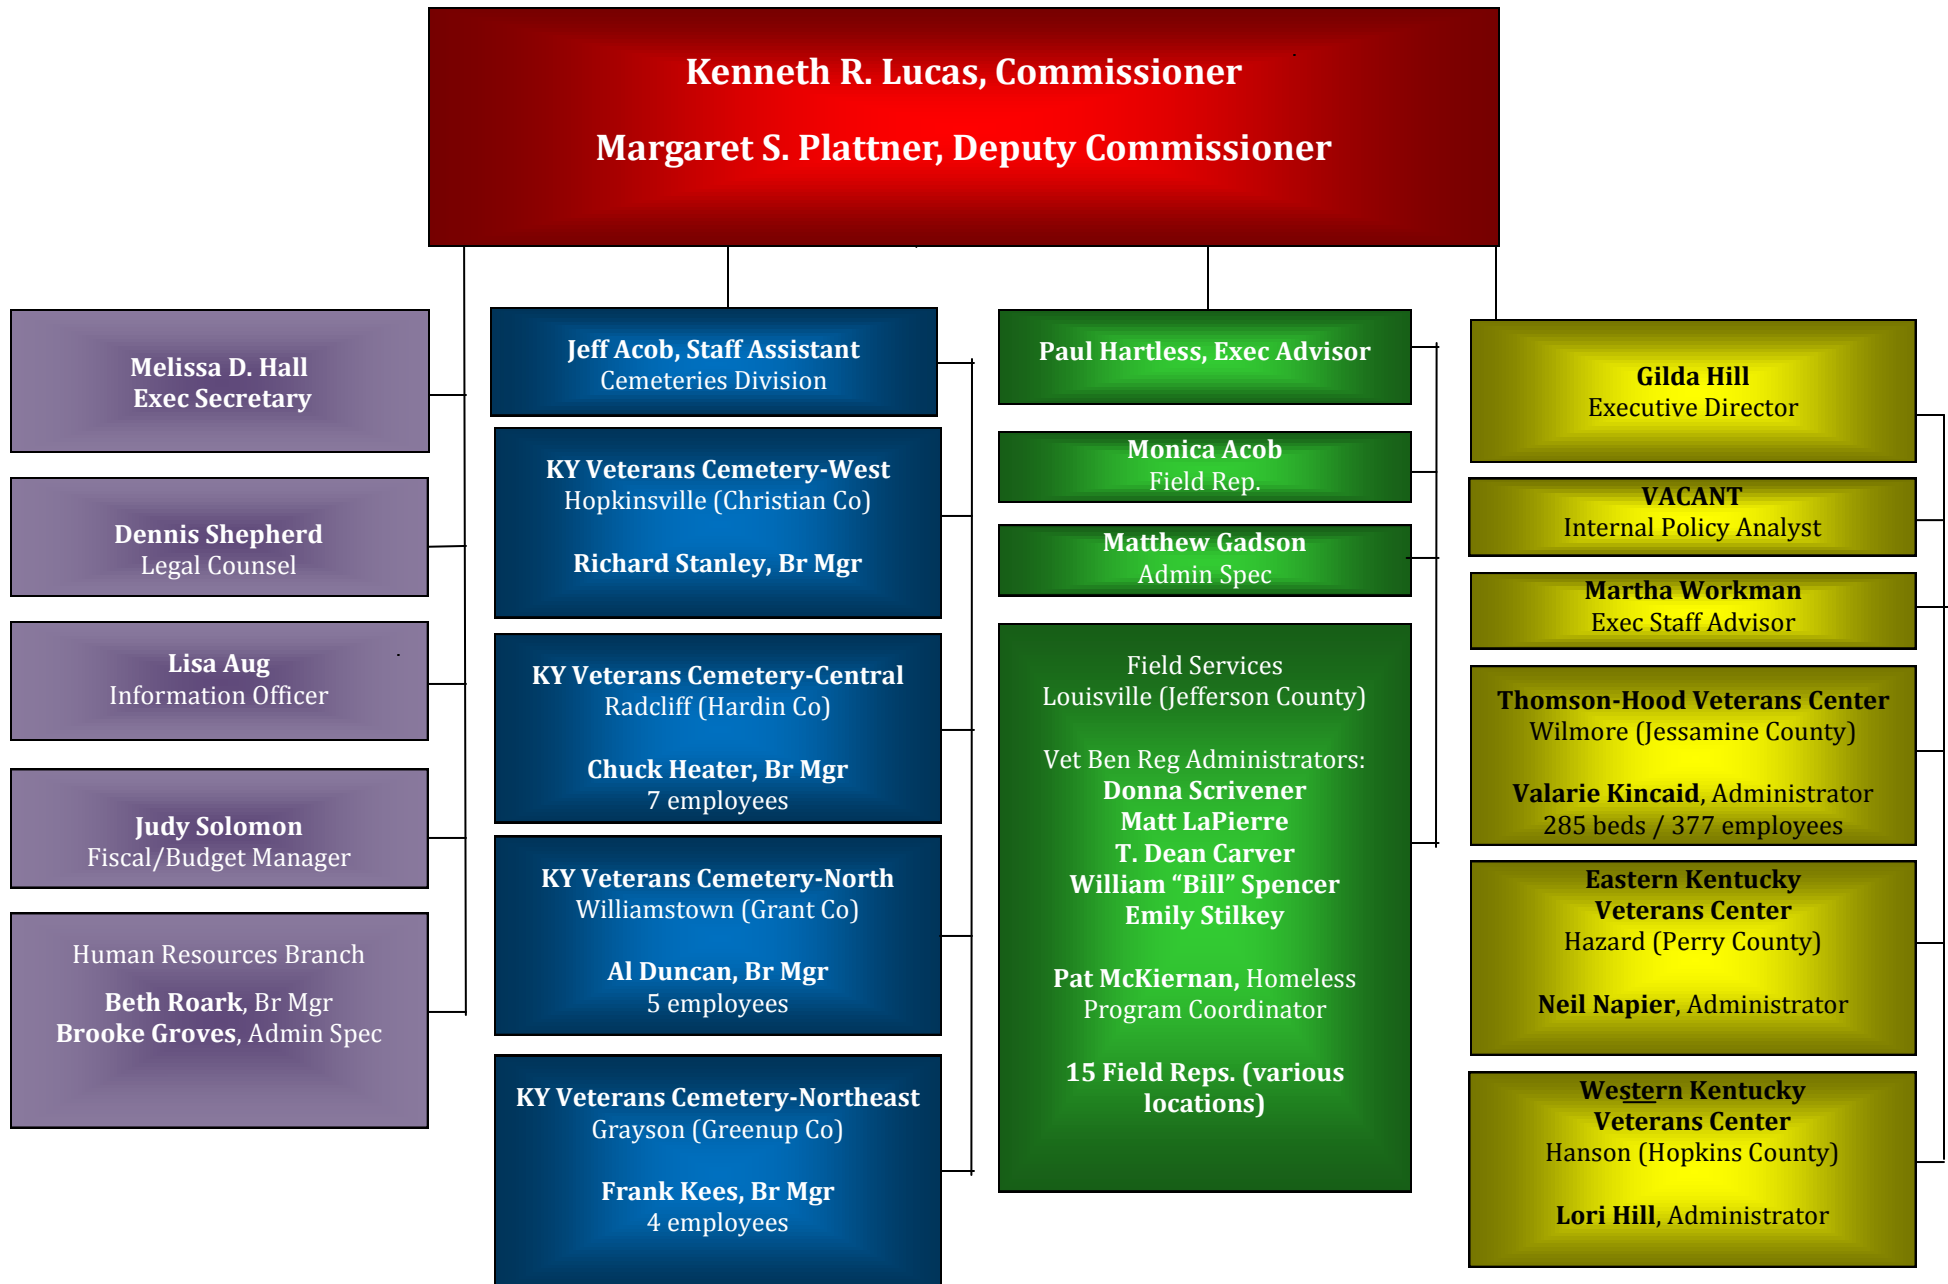 Kenneth R. Lucas, Commissioner
Margaret S. Plattner, Deputy Commissioner
Melissa D. Hall
Exec Secretary
Dennis Shepherd
Legal Counsel
Lisa Aug
Information Officer
Judy Solomon
Fiscal/Budget Manager
Human Resources Branch
Beth Roark, Br Mgr
Brooke Groves, Admin Spec
Jeff Acob, Staff Assistant
Cemeteries Division
KY Veterans Cemetery-West
Hopkinsville (Christian Co)
Richard Stanley, Br Mgr
KY Veterans Cemetery-Central
Radcliff (Hardin Co)
Chuck Heater, Br Mgr
7 employees
KY Veterans Cemetery-North
Williamstown (Grant Co)
Al Duncan, Br Mgr
5 employees
KY Veterans Cemetery-Northeast
Grayson (Greenup Co)
Frank Kees, Br Mgr
4 employees
Paul Hartless, Exec Advisor
Monica Acob
Field Rep.
Matthew Gadson
Admin Spec
Field Services
Louisville (Jefferson County)
Vet Ben Reg Administrators:
Donna Scrivener
Matt LaPierre
T. Dean Carver
William “Bill” Spencer
Emily Stilkey
Pat McKiernan, Homeless
Program Coordinator
15 Field Reps. (various
locations)
Gilda Hill
Executive Director
VACANT
Internal Policy Analyst
Martha Workman
Exec Staff Advisor
Thomson-Hood Veterans Center
Wilmore (Jessamine County)
Valarie Kincaid, Administrator
285 beds / 377 employees
Eastern Kentucky
Veterans Center
Hazard (Perry County)
Neil Napier, Administrator
Western Kentucky
Veterans Center
Hanson (Hopkins County)
Lori Hill, Administrator